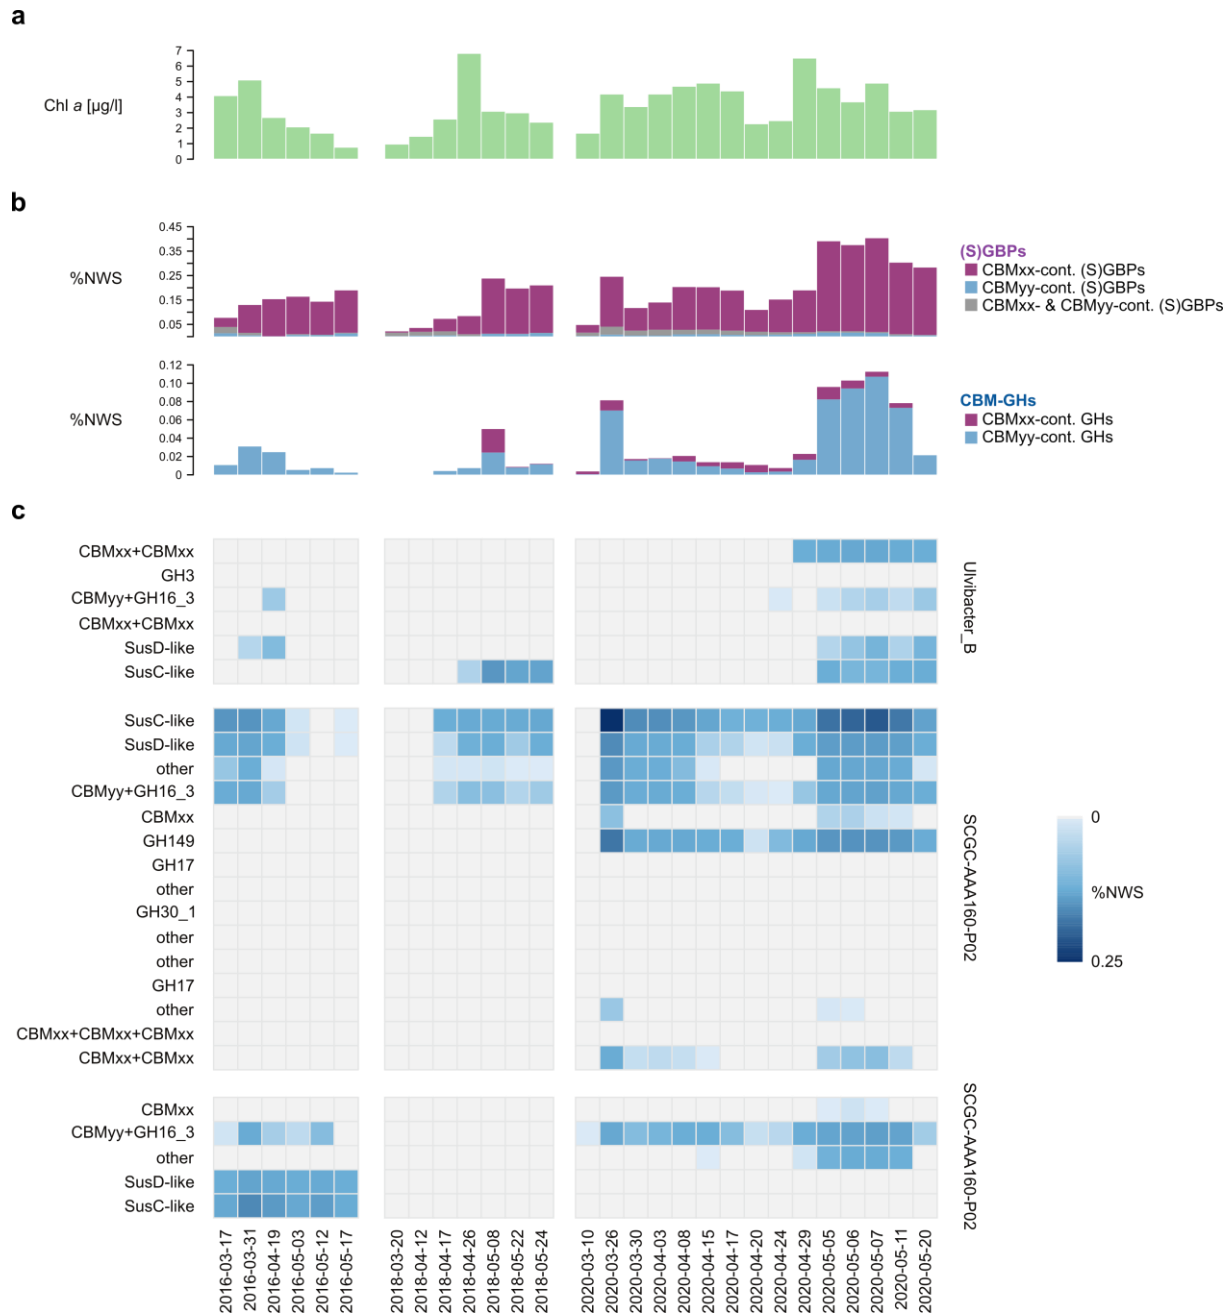 a
7
6
5
4
3
2
1
0
Chl a [µg/l]
b
0.45
0.35
0.25
0.15
0.05
%NWS
(S)GBPs
CBMxx-cont. (S)GBPs
CBMyy-cont. (S)GBPs
CBMxx- & CBMyy-cont. (S)GBPs
0.12
0.10
0.08
0.06
0.04
0.02
0
%NWS
CBM-GHs
CBMxx-cont. GHs
CBMyy-cont. GHs
c
CBMxx+CBMxx
GH3
CBMyy+GH16_3
CBMxx+CBMxx
SusD-like
SusC-like
Ulvibacter_B
SusC-like
SusD-like
other
CBMyy+GH16_3
CBMxx
GH149
GH17
other
GH30_1
other
other
GH17
other
CBMxx+CBMxx+CBMxx
CBMxx+CBMxx
SCGC-AAA160-P02
0
%NWS
0.25
CBMxx
CBMyy+GH16_3
other
SusD-like
SusC-like
SCGC-AAA160-P02
2016-03-17
2016-03-31
2016-04-19
2016-05-03
2016-05-12
2016-05-17
2018-03-20
2018-04-12
2018-04-17
2018-04-26
2018-05-08
2018-05-22
2018-05-24
2020-03-10
2020-03-26
2020-03-30
2020-04-03
2020-04-08
2020-04-15
2020-04-17
2020-04-20
2020-04-24
2020-04-29
2020-05-05
2020-05-06
2020-05-07
2020-05-11
2020-05-20